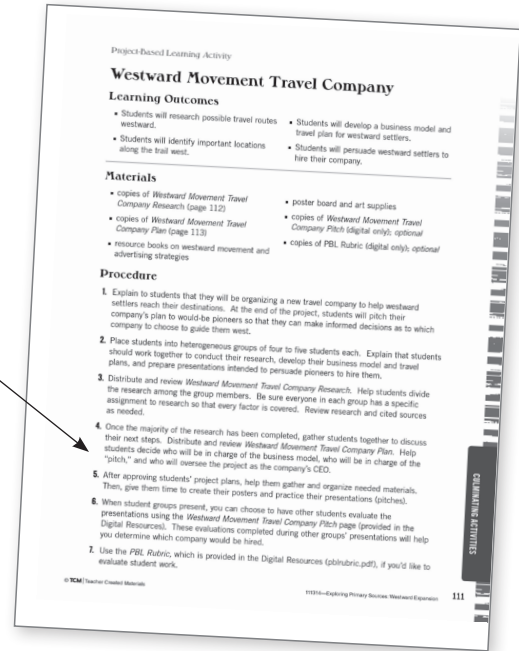 Project-Based Learning Activity
Westward Movement Travel Company
Learning Outcomes
• Students will research possible travel routes
westward.
• Students will identify important locations
along the trail west.
• Students will develop a business model and
travel plan for westward settlers.
• Students will persuade westward settlers to
hire their company.
Materials
• copies of Westward Movement Travel
Company Research (page 112)
• copies of Westward Movement Travel
Company Plan (page 113)
• resource books on westward movement and
advertising strategies
• poster board and art supplies
• copies of Westward Movement Travel
Company Pitch (digital only); optional
• copies of PBL Rubric (digital only); optional
Procedure
1. Explain to students that they will be organizing a new travel company to help westward
settlers reach their destinations. At the end of the project, students will pitch their
company's plan to would-be pioneers so that they can make informed decisions as to which
company to choose to guide them west.
2. Place students into heterogeneous groups of four to five students each. Explain that students
should work together to conduct their research, develop their business model and travel
plans, and prepare presentations intended to persuade pioneers to hire them.
3. Distribute and review Westward Movement Travel Company Research. Help students divide
the research among the group members. Be sure everyone in each group has a specific
assignment to research so that every factor is covered. Review research and cited sources
as needed.
4. Once the majority of the research has been completed, gather students together to discuss
their next steps. Distribute and review Westward Movement Travel Company Plan. Help
students decide who will be in charge of the business model, who will be in charge of the
"pitch," and who will oversee the project as the company's CEO.
5. After approving students' project plans, help them gather and organize needed materials.
Then, give them time to create their posters and practice their presentations (pitches).
6. When student groups present, you can choose to have other students evaluate the
presentations using the Westward Movement Travel Company Pitch page (provided in the
Digital Resources). These evaluations completed during other groups' presentations will help
you determine which company would be hired.
7. Use the PBL Rubric, which is provided in the Digital Resources (pblrubric.pdf), if you'd like to
evaluate student work.
CULMINATING ACTIVITIES
© TCM | Teacher Created Materials
111314—Exploring Primary Sources: Westward Expansion
111